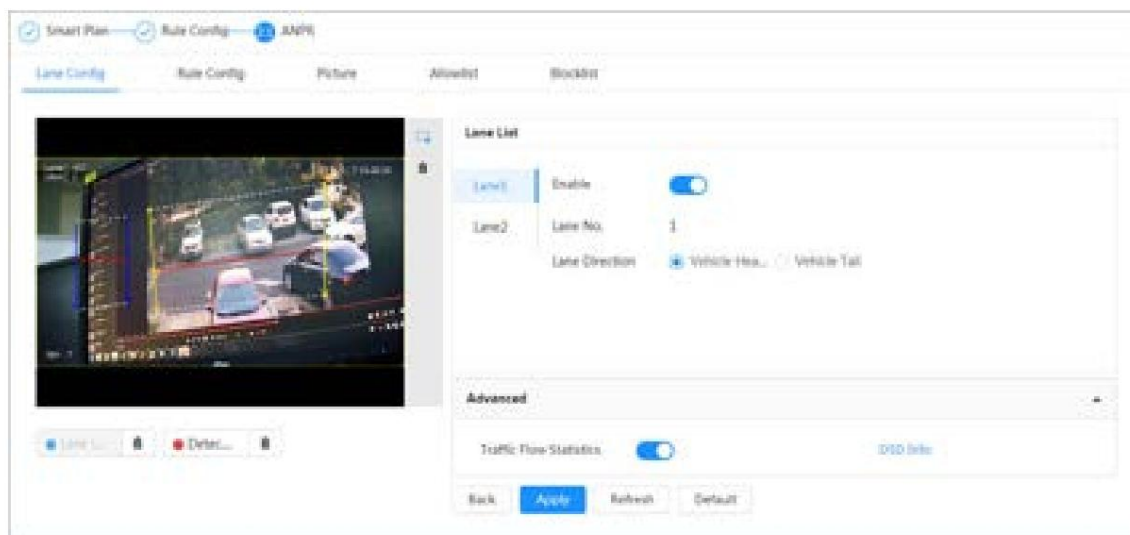 Smart Plan Rule Config ANPR
Lane Config Rule Config Picture Allowlist Blocklist
Lane List
Lane1 Enable
Lane2 Lane No. 1
Lane Direction Vehicle Hea... Vehicle Tail
Advanced
Detec...
Traffic Flow Statistics OSD Info
Back Apply Refresh Default